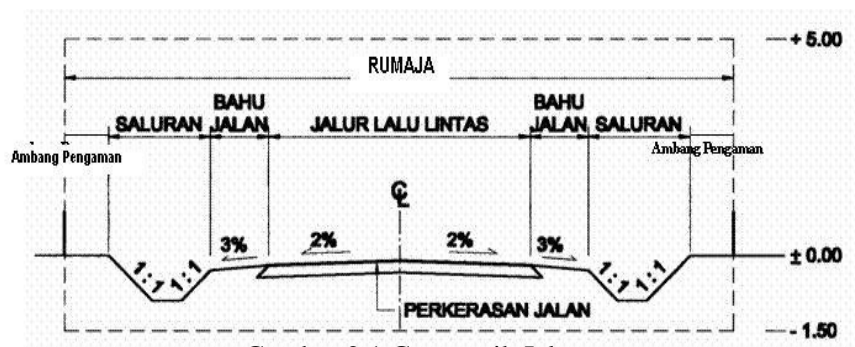 + 5.00
RUMAJA
BAHU JALAN
BAHU JALAN
SALURAN
JALUR LALU LINTAS
SALURAN
Ambang Pengaman
Ambang Pengaman
CL
3%
2%
2%
3%
1 : 1
1 : 1
1 : 1
1 : 1
± 0.00
PERKERASAN JALAN
- 1.50